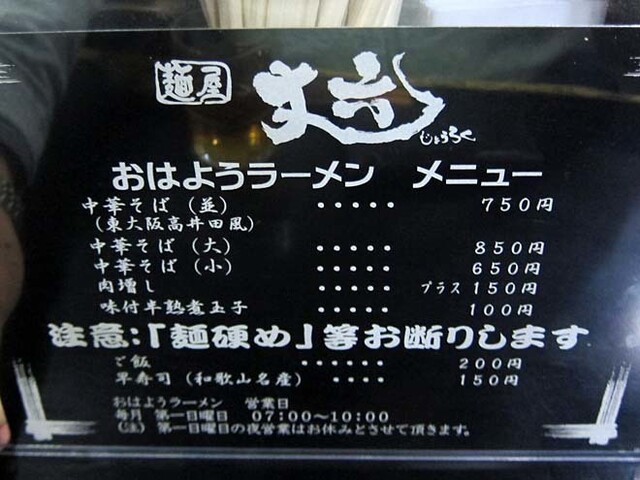 麺屋 丈六
じょうろく
おはようラーメン メニュー
中華そば（並） ・・・・・ 750円
（東大阪高井田風）
中華そば（大） ・・・・・ 850円
中華そば（小） ・・・・・ 650円
肉増し ・・・・・ プラス150円
味付半熟煮玉子 ・・・・・ 100円
注意：「麺硬め」等お断りします
ご飯 ・・・・・・ 200円
早寿司（和歌山名産） ・・・・ 150円
おはようラーメン 営業日
毎月 第一日曜日 07:00〜10:00
（注） 第一日曜日の夜営業はお休みとさせて頂きます。